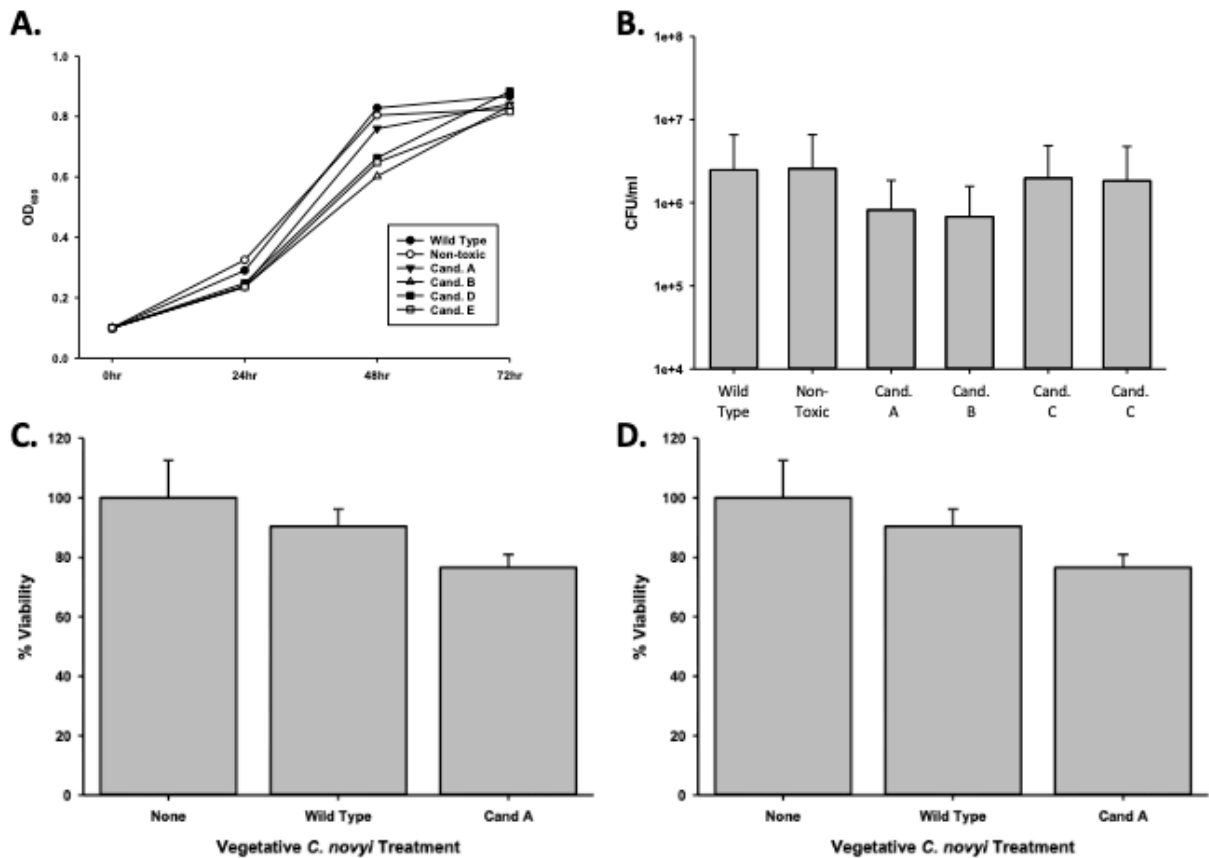 A.
1.0
0.8
0.6
0.4
0.2
0.0
OD600
Wild Type
Non-toxic
Cand. A
Cand. B
Cand. D
Cand. E
0hr 24hr 48hr 72hr
B.
1e+8
1e+7
1e+6
1e+5
1e+4
CFU/ml
Wild Type
Non-Toxic
Cand. A
Cand. B
Cand. C
Cand. C
C.
120
100
80
60
40
20
0
% Viability
None Wild Type Cand A
Vegetative C. novyi Treatment
D.
120
100
80
60
40
20
0
% Viability
None Wild Type Cand A
Vegetative C. novyi Treatment